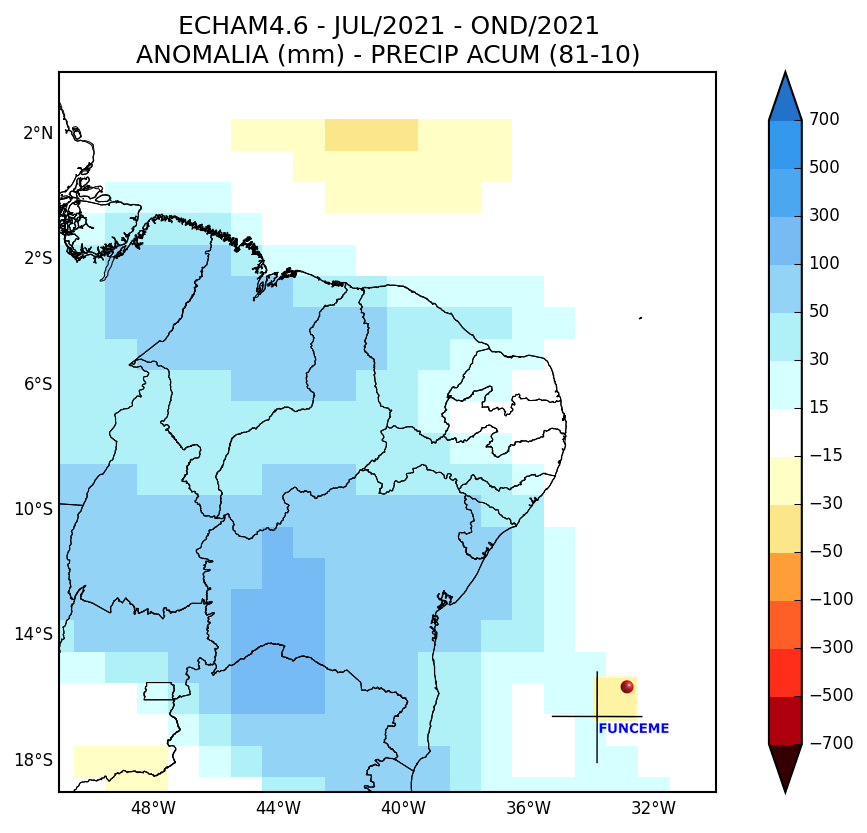 ECHAM4.6 - JUL/2021 - OND/2021
ANOMALIA (mm) - PRECIP ACUM (81-10)
2°N
2°S
6°S
10°S
14°S
18°S
48°W
44°W
40°W
36°W
32°W
FUNCEME
700
500
300
100
50
30
15
−15
−30
−50
−100
−300
−500
−700